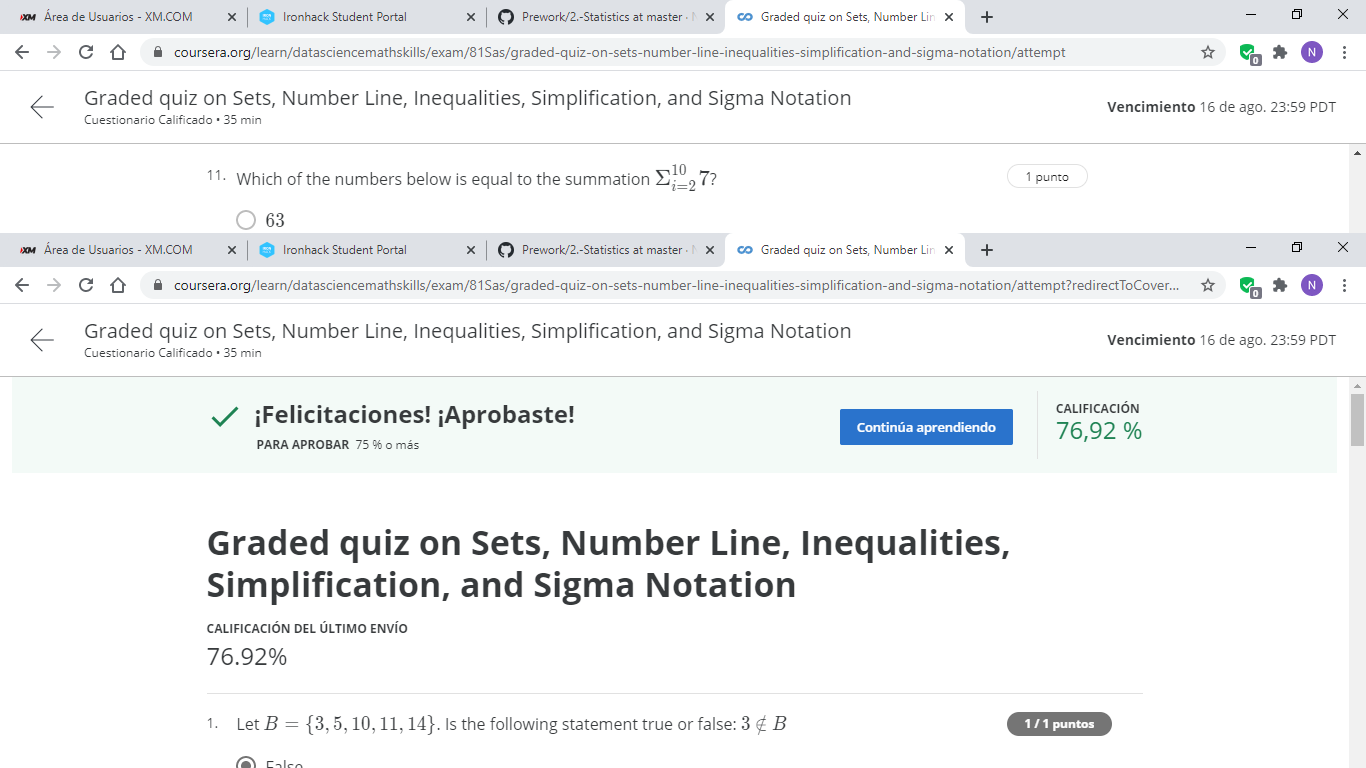 XM Área de Usuarios - XM.COM
Ironhack Student Portal
Prework/2.-Statistics at master ·
Graded quiz on Sets, Number Lin
coursera.org/learn/datasciencemathskills/exam/81Sas/graded-quiz-on-sets-number-line-inequalities-simplification-and-sigma-notation/attempt
0
N
Graded quiz on Sets, Number Line, Inequalities, Simplification, and Sigma Notation
Cuestionario Calificado • 35 min
Vencimiento 16 de ago. 23:59 PDT
11. Which of the numbers below is equal to the summation Σ_{i=2}^{10} 7?
1 punto
63
XM Área de Usuarios - XM.COM
Ironhack Student Portal
Prework/2.-Statistics at master ·
Graded quiz on Sets, Number Lin
coursera.org/learn/datasciencemathskills/exam/81Sas/graded-quiz-on-sets-number-line-inequalities-simplification-and-sigma-notation/attempt?redirectToCover...
0
N
Graded quiz on Sets, Number Line, Inequalities, Simplification, and Sigma Notation
Cuestionario Calificado • 35 min
Vencimiento 16 de ago. 23:59 PDT
¡Felicitaciones! ¡Aprobaste!
PARA APROBAR 75 % o más
Continúa aprendiendo
CALIFICACIÓN
76,92 %
Graded quiz on Sets, Number Line, Inequalities,
Simplification, and Sigma Notation
CALIFICACIÓN DEL ÚLTIMO ENVÍO
76.92%
1. Let B = {3, 5, 10, 11, 14}. Is the following statement true or false: 3 ∉ B
1 / 1 puntos
False